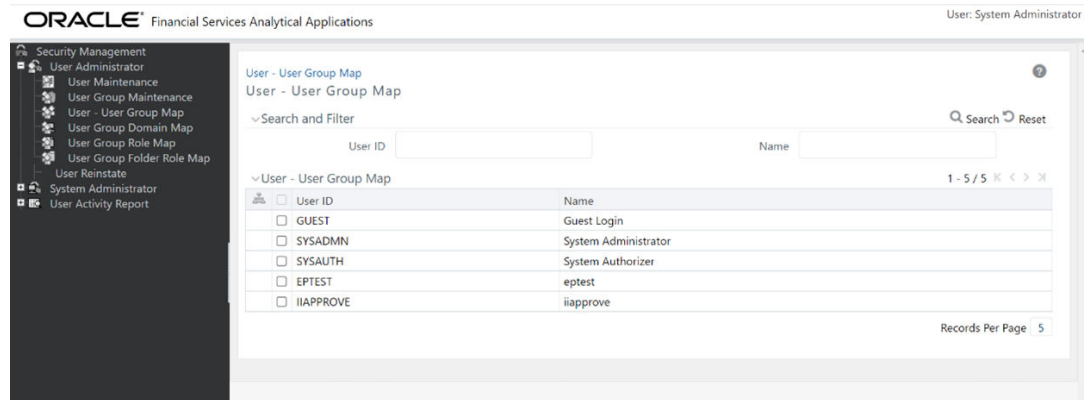 ORACLE® Financial Services Analytical Applications
User: System Administrator
Security Management
User Administrator
User Maintenance
User Group Maintenance
User - User Group Map
User Group Domain Map
User Group Role Map
User Group Folder Role Map
User Reinstate
System Administrator
User Activity Report
User - User Group Map
User - User Group Map
Search and Filter
Search Reset
User ID Name
User - User Group Map
1 - 5 / 5
User ID Name
GUEST Guest Login
SYSADMN System Administrator
SYSAUTH System Authorizer
EPTEST eptest
IIAPPROVE iiapprove
Records Per Page 5